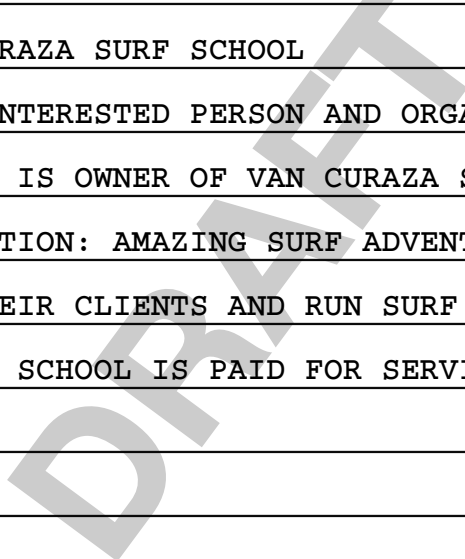 RAZA SURF SCHOOL
NTERESTED PERSON AND ORGA
IS OWNER OF VAN CURAZA S
TION: AMAZING SURF ADVENT
EIR CLIENTS AND RUN SURF
SCHOOL IS PAID FOR SERVI
DRAFT